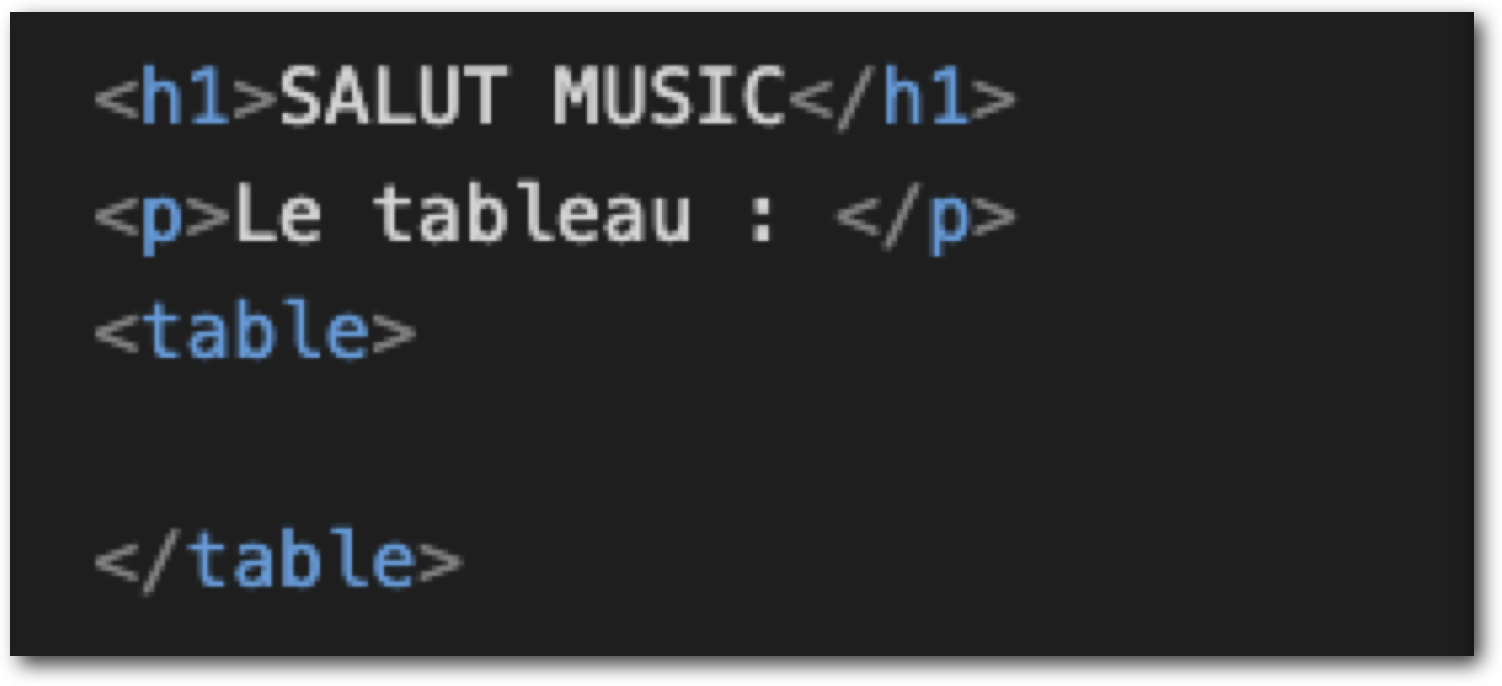 <h1>SALUT MUSIC</h1>
<p>Le tableau : </p>
<table>
</table>